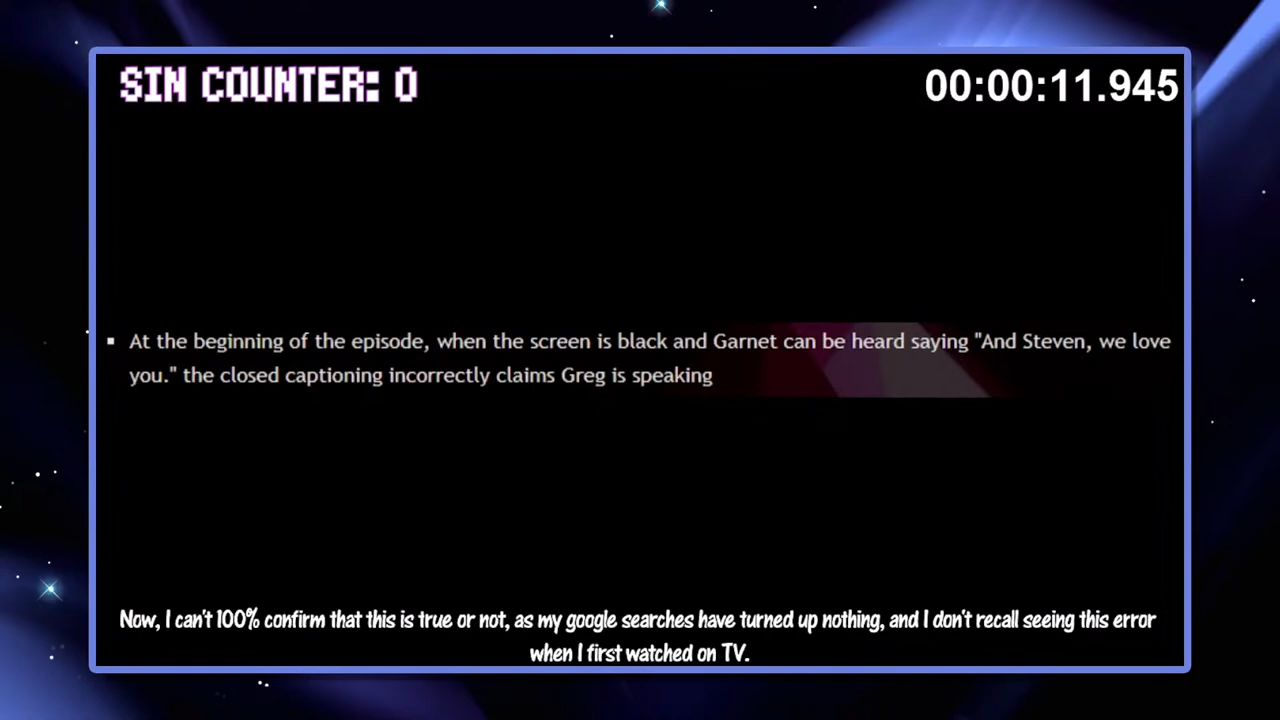 SIN COUNTER: 0
00:00:11.945
▪ At the beginning of the episode, when the screen is black and Garnet can be heard saying "And Steven, we love
you." the closed captioning incorrectly claims Greg is speaking
Now, I can't 100% confirm that this is true or not, as my google searches have turned up nothing, and I don't recall seeing this error
when I first watched on TV.